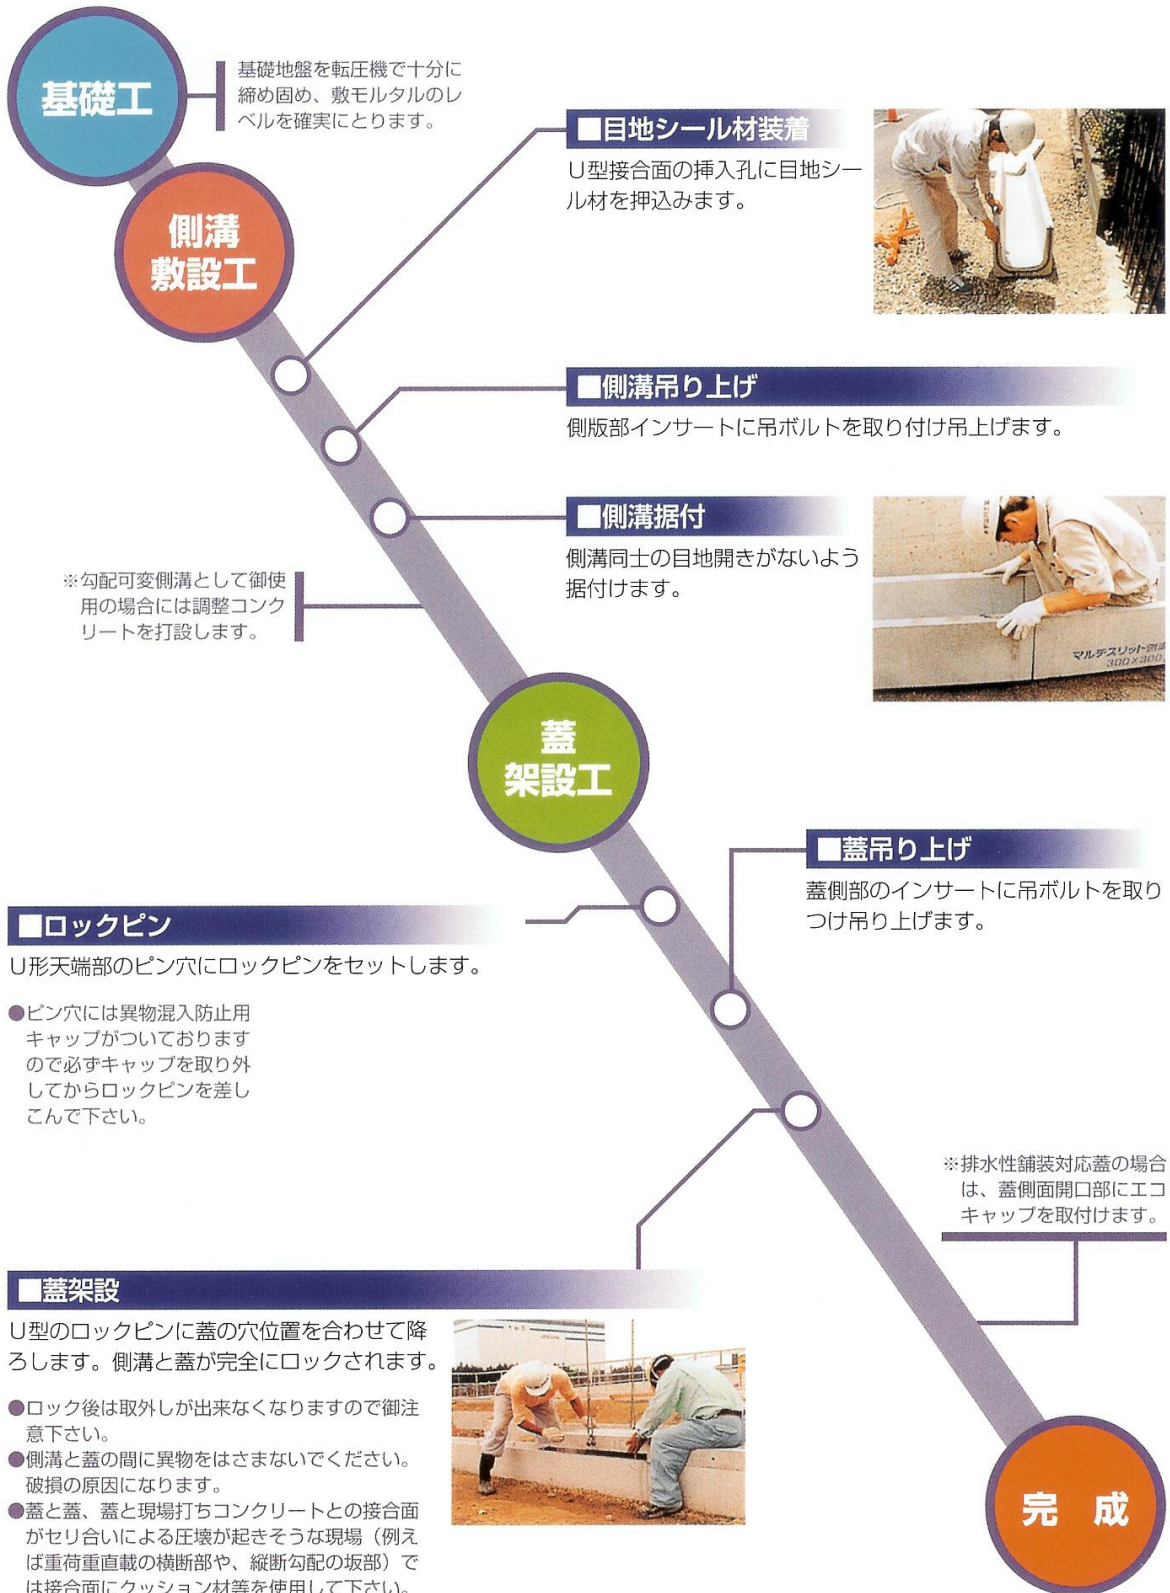 基礎工
基礎地盤を転圧機で十分に
締め固め、敷モルタルのレ
ベルを確実にとります。
側溝
敷設工
■目地シール材装着
U型接合面の挿入孔に目地シー
ル材を押込みます。
■側溝吊り上げ
側版部インサートに吊ボルトを取り付け吊上げます。
■側溝据付
側溝同士の目地開きがないよう
据付けます。
マルチスリット側溝
300×300
※勾配可変側溝として御使
用の場合には調整コンク
リートを打設します。
蓋
架設工
■ロックピン
U形天端部のピン穴にロックピンをセットします。
●ピン穴には異物混入防止用
キャップがついております
ので必ずキャップを取り外
してからロックピンを差し
こんで下さい。
■蓋吊り上げ
蓋側部のインサートに吊ボルトを取り
つけ吊り上げます。
■蓋架設
U型のロックピンに蓋の穴位置を合わせて降
ろします。側溝と蓋が完全にロックされます。
●ロック後は取外しが出来なくなりますので御注
意下さい。
●側溝と蓋の間に異物をはさまないでください。
破損の原因になります。
●蓋と蓋、蓋と現場打ちコンクリートとの接合面
がセリ合いによる圧壊が起きそうな現場（例え
ば重荷重直載の横断部や、縦断勾配の坂部）で
は接合面にクッション材等を使用して下さい。
※排水性舗装対応蓋の場合
は、蓋側面開口部にエコ
キャップを取付けます。
完 成